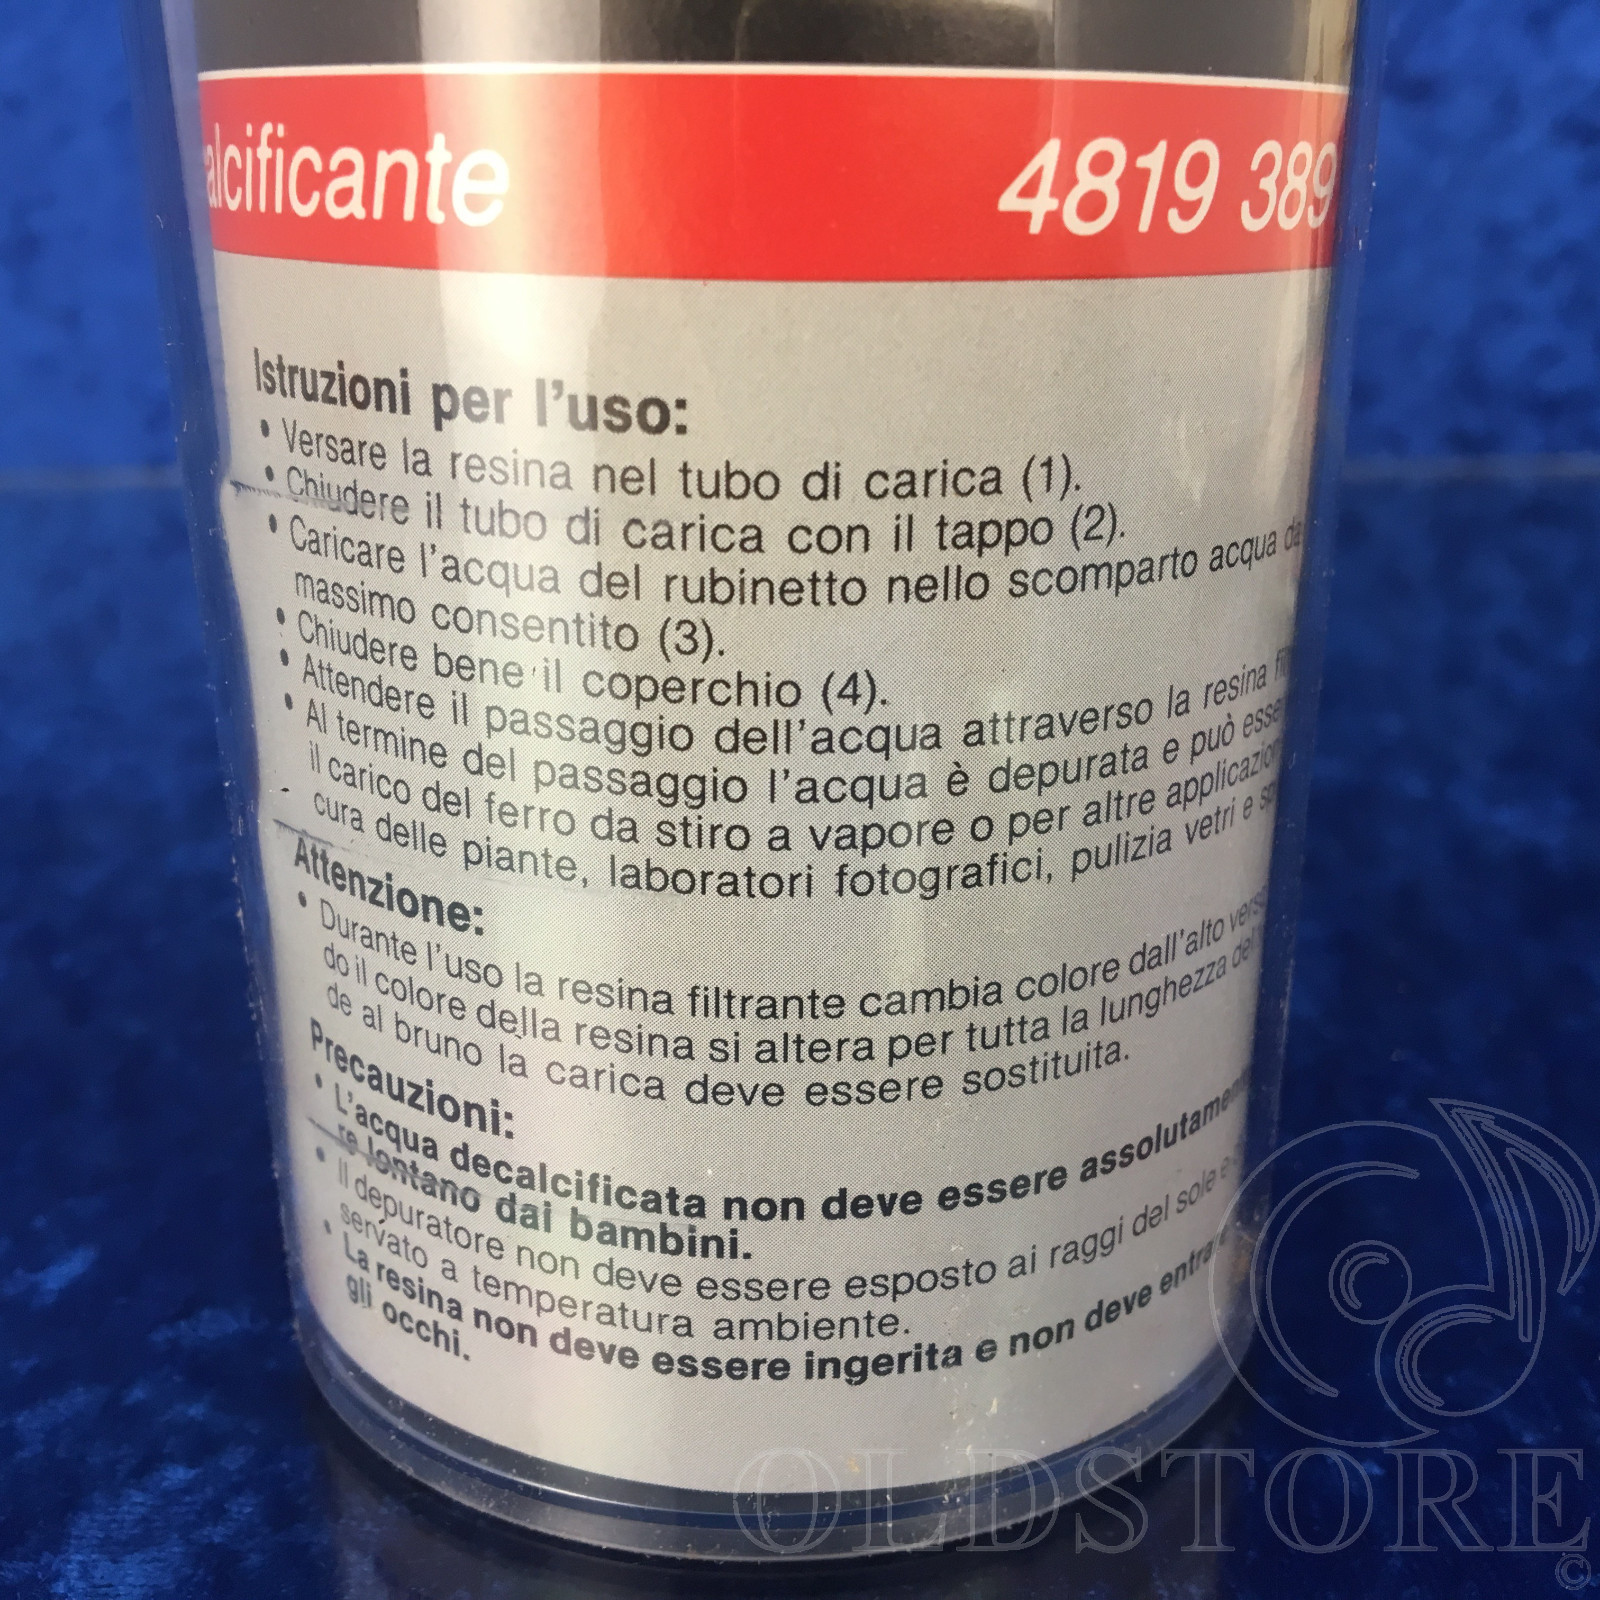 alcificante 4819 389
Istruzioni per l'uso:
• Versare la resina nel tubo di carica (1).
• Chiudere il tubo di carica con il tappo (2).
• Caricare l'acqua del rubinetto nello scomparto acqua da
massimo consentito (3).
• Chiudere bene il coperchio (4).
• Attendere il passaggio dell'acqua attraverso la resina
• Al termine del passaggio l'acqua è depurata e può esse
il carico del ferro da stiro a vapore o per altre applicazion
cura delle piante, laboratori fotografici, pulizia vetri e
Attenzione:
• Durante l'uso la resina filtrante cambia colore dall'alto verso
do il colore della resina si altera per tutta la lunghezza del
de al bruno la carica deve essere sostituita.
Precauzioni:
• L'acqua decalcificata non deve essere assolutamen
re lontano dai bambini.
• Il depuratore non deve essere esposto ai raggi del sole e
servato a temperatura ambiente.
• La resina non deve essere ingerita e non deve entra
gli occhi.
OLDSTORE
©